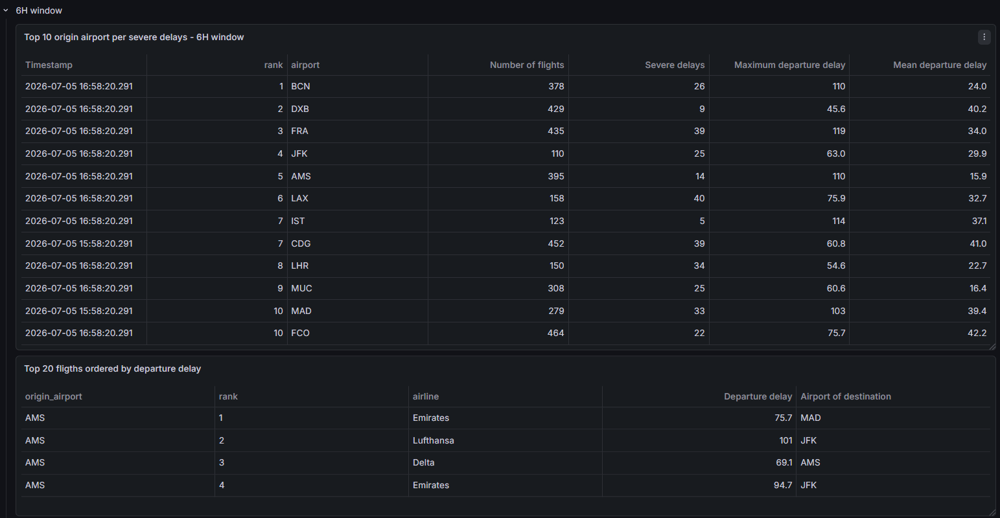 6H window
Top 10 origin airport per severe delays - 6H window
Timestamp rank airport Number of flights Severe delays Maximum departure delay Mean departure delay
2026-07-05 16:58:20.291 1 BCN 378 26 110 24.0
2026-07-05 16:58:20.291 2 DXB 429 9 45.6 40.2
2026-07-05 16:58:20.291 3 FRA 435 39 119 34.0
2026-07-05 16:58:20.291 4 JFK 110 25 63.0 29.9
2026-07-05 16:58:20.291 5 AMS 395 14 110 15.9
2026-07-05 16:58:20.291 6 LAX 158 40 75.9 32.7
2026-07-05 16:58:20.291 7 IST 123 5 114 37.1
2026-07-05 15:58:20.291 7 CDG 452 39 60.8 41.0
2026-07-05 16:58:20.291 8 LHR 150 34 54.6 22.7
2026-07-05 16:58:20.291 9 MUC 308 25 60.6 16.4
2026-07-05 15:58:20.291 10 MAD 279 33 103 39.4
2026-07-05 16:58:20.291 10 FCO 464 22 75.7 42.2
Top 20 fligths ordered by departure delay
origin_airport rank airline Departure delay Airport of destination
AMS 1 Emirates 75.7 MAD
AMS 2 Lufthansa 101 JFK
AMS 3 Delta 69.1 AMS
AMS 4 Emirates 94.7 JFK